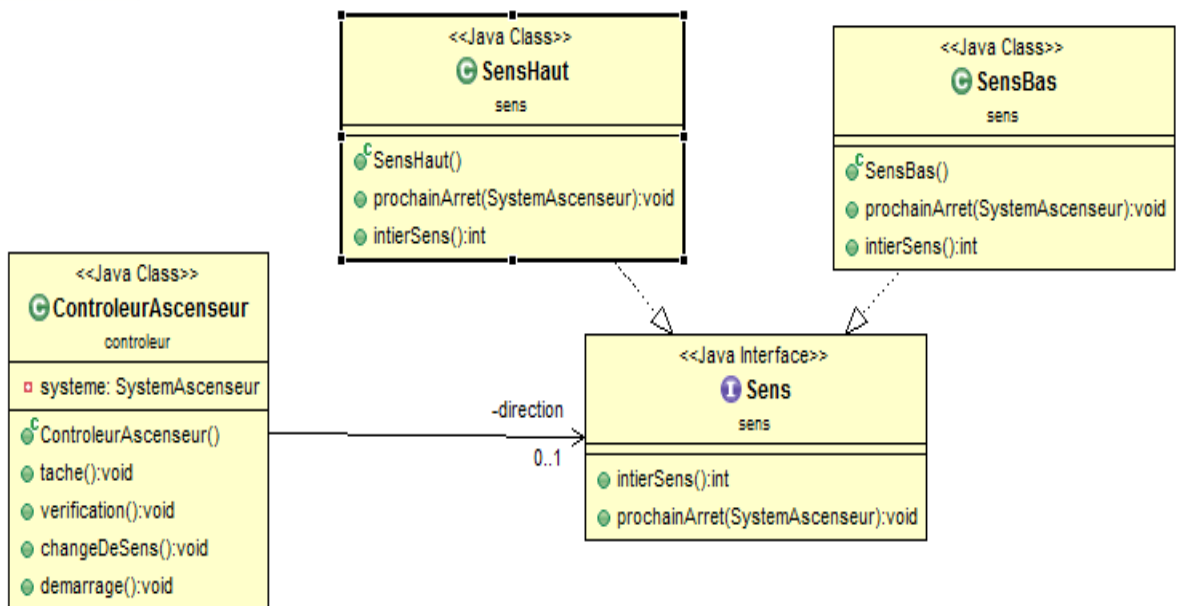 <<Java Class>>
SensHaut
sens
SensHaut()
prochainArret(SystemAscenseur):void
intierSens():int
<<Java Class>>
SensBas
sens
SensBas()
prochainArret(SystemAscenseur):void
intierSens():int
<<Java Class>>
ControleurAscenseur
controleur
systeme: SystemAscenseur
ControleurAscenseur()
tache():void
verification():void
changeDeSens():void
demarrage():void
-direction
0..1
<<Java Interface>>
Sens
sens
intierSens():int
prochainArret(SystemAscenseur):void